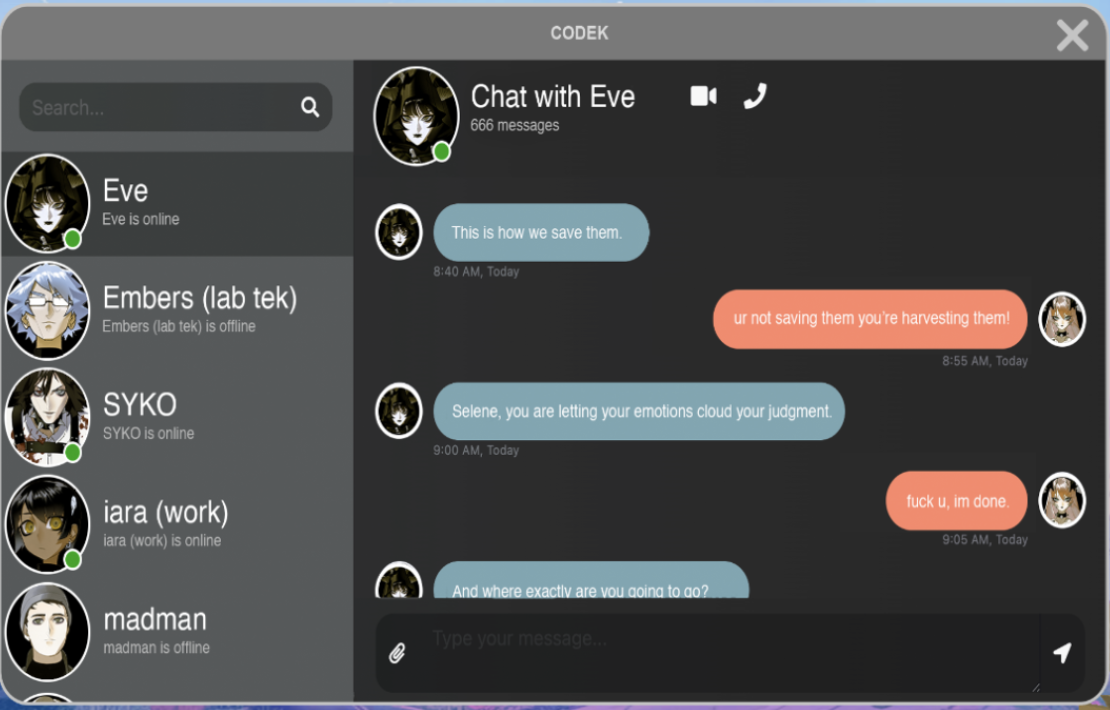 CODEK
Search...
Eve
Eve is online
Embers (lab tek)
Embers (lab tek) is offline
SYKO
SYKO is online
iara (work)
iara (work) is online
madman
madman is offline
Chat with Eve
666 messages
This is how we save them.
8:40 AM, Today
ur not saving them you're harvesting them!
8:55 AM, Today
Selene, you are letting your emotions cloud your judgment.
9:00 AM, Today
fuck u, im done.
9:05 AM, Today
And where exactly are you going to go?
Type your message...